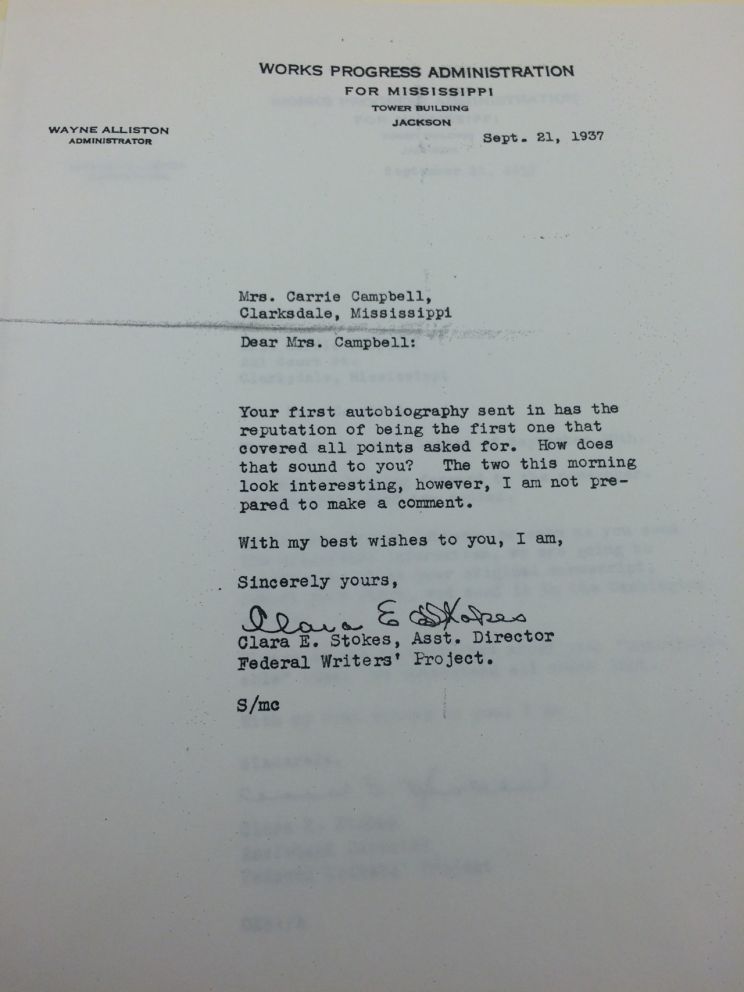 WORKS PROGRESS ADMINISTRATION
FOR MISSISSIPPI
TOWER BUILDING
JACKSON
WAYNE ALLISTON
ADMINISTRATOR
Sept. 21, 1937
Mrs. Carrie Campbell,
Clarksdale, Mississippi
Dear Mrs. Campbell:
Your first autobiography sent in has the
reputation of being the first one that
covered all points asked for. How does
that sound to you? The two this morning
look interesting, however, I am not pre-
pared to make a comment.
With my best wishes to you, I am,
Sincerely yours,
Clara E Stokes
Clara E. Stokes, Asst. Director
Federal Writers' Project.
S/mc